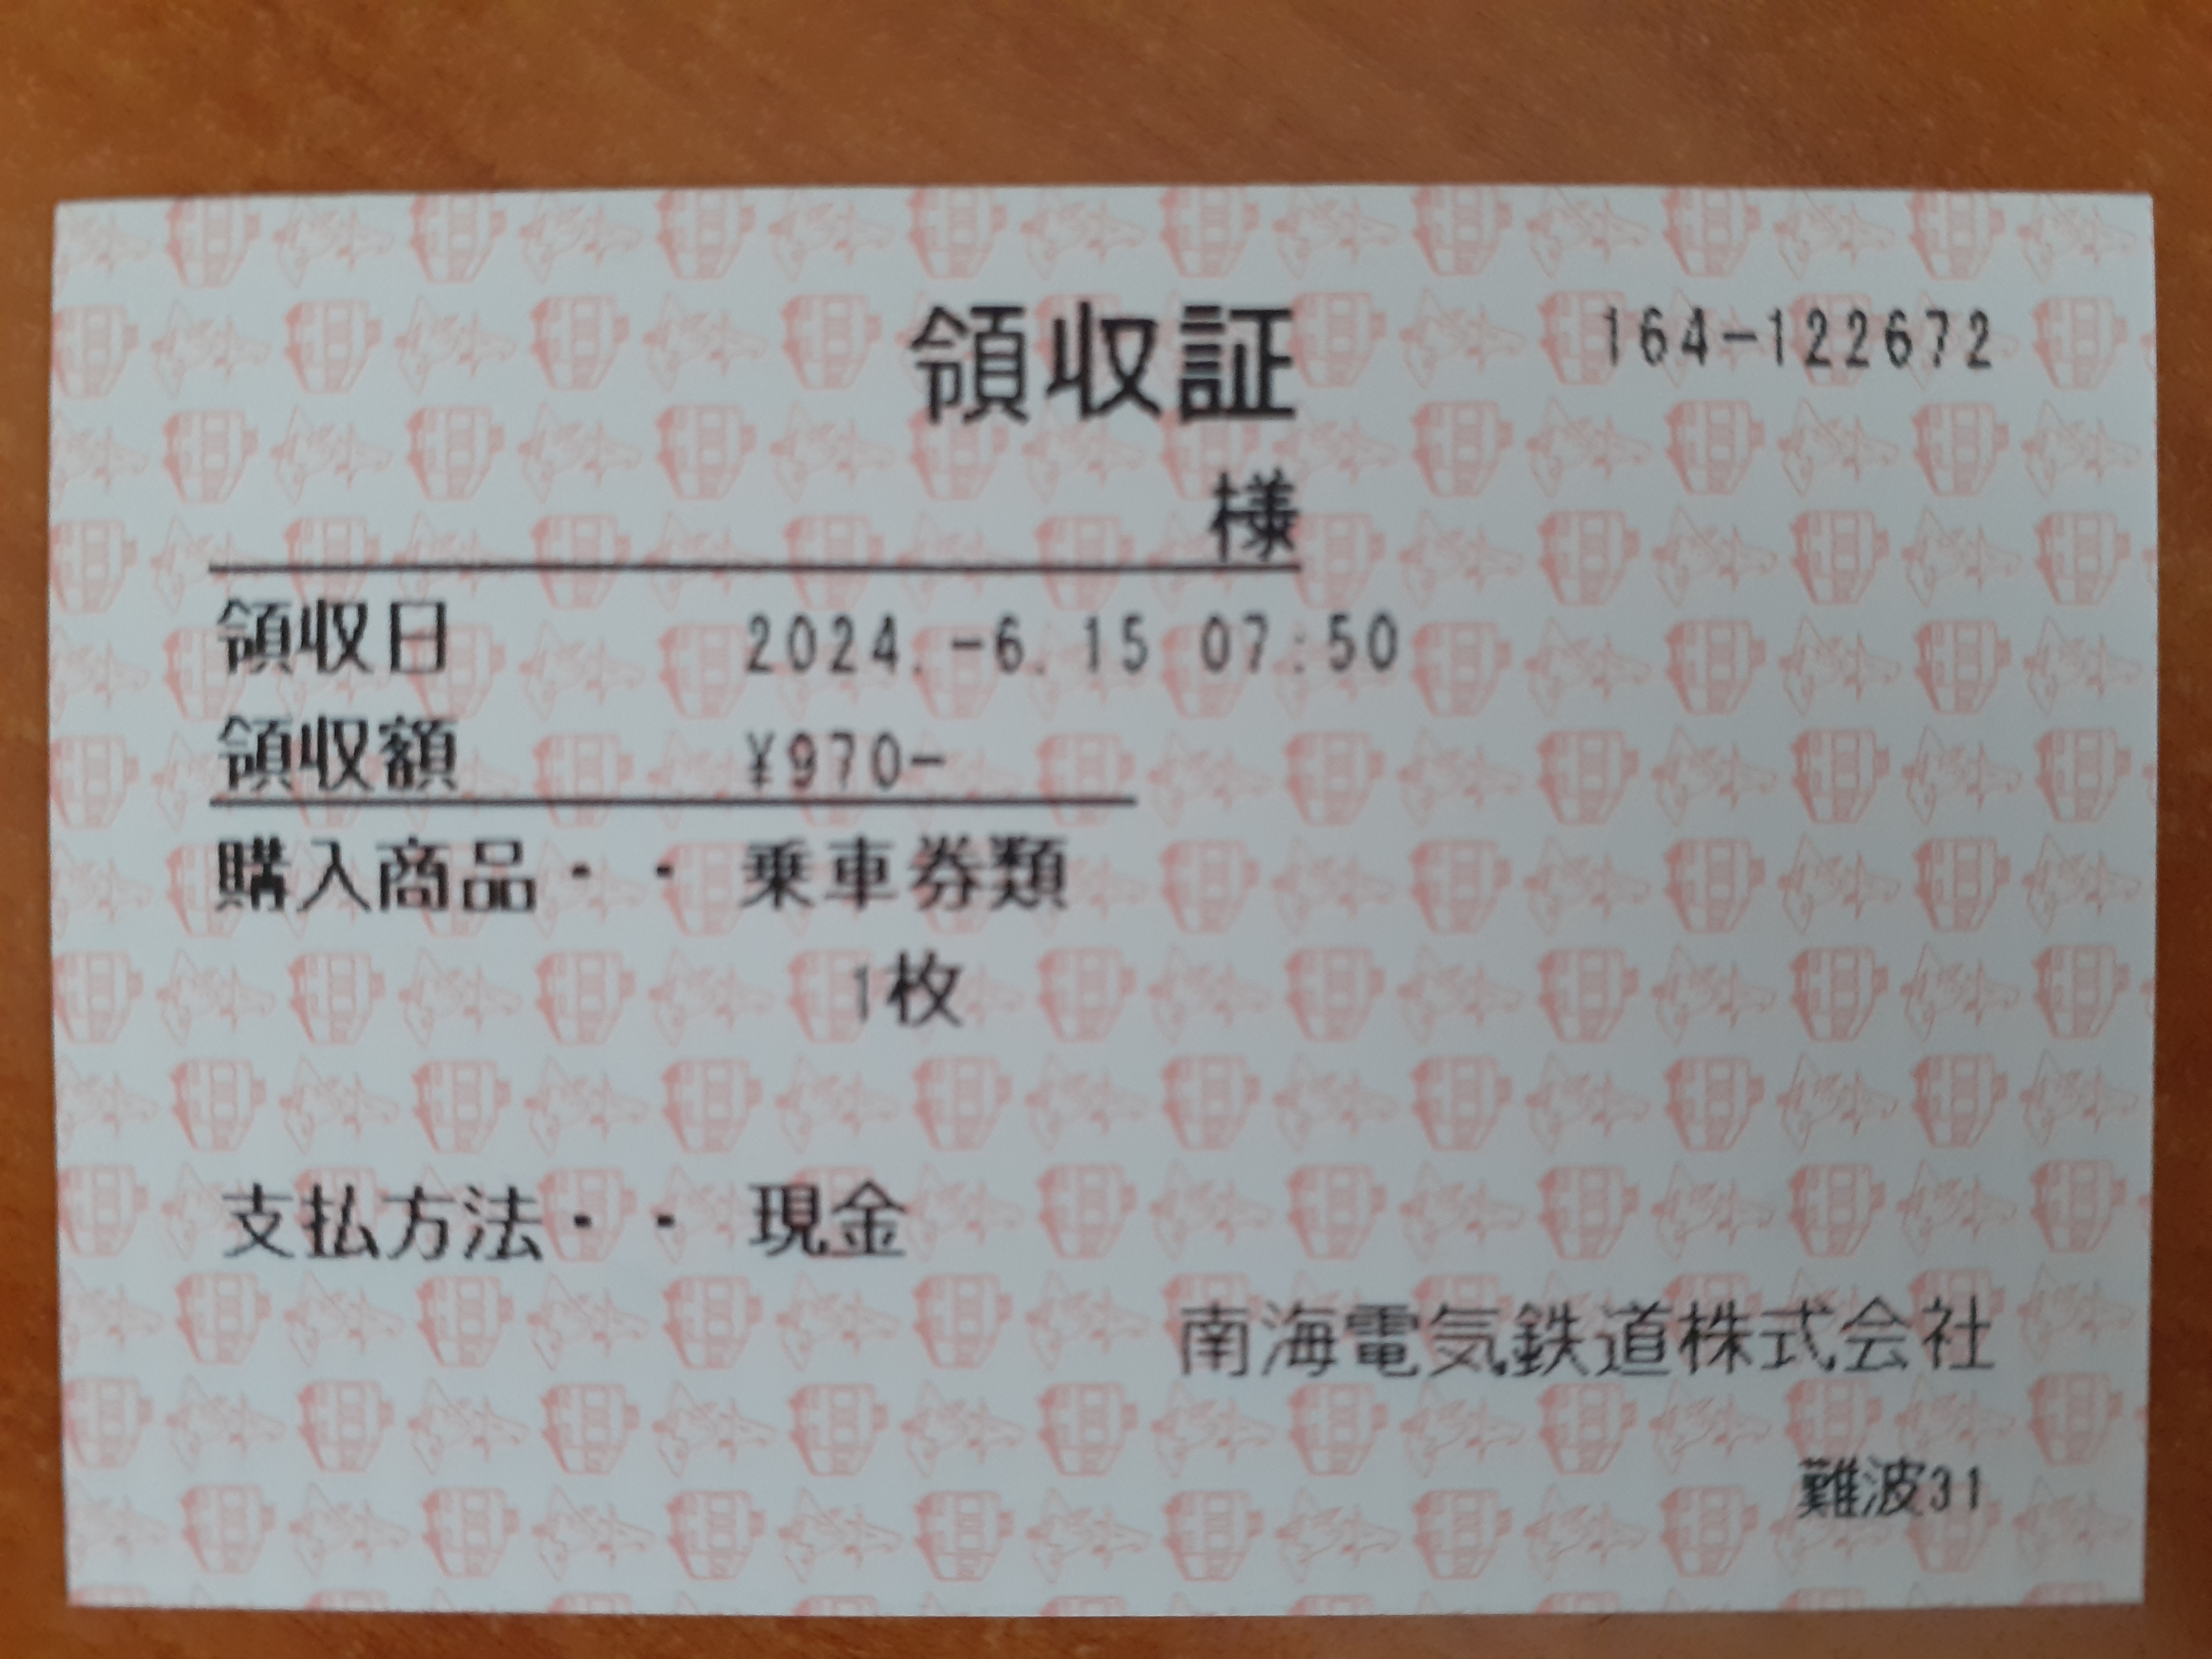 領収証 164-122672
様
領収日 2024.-6.15 07:50
領収額 ¥970-
購入商品・・乗車券類
1枚
支払方法・・現金
南海電気鉄道株式会社
難波31